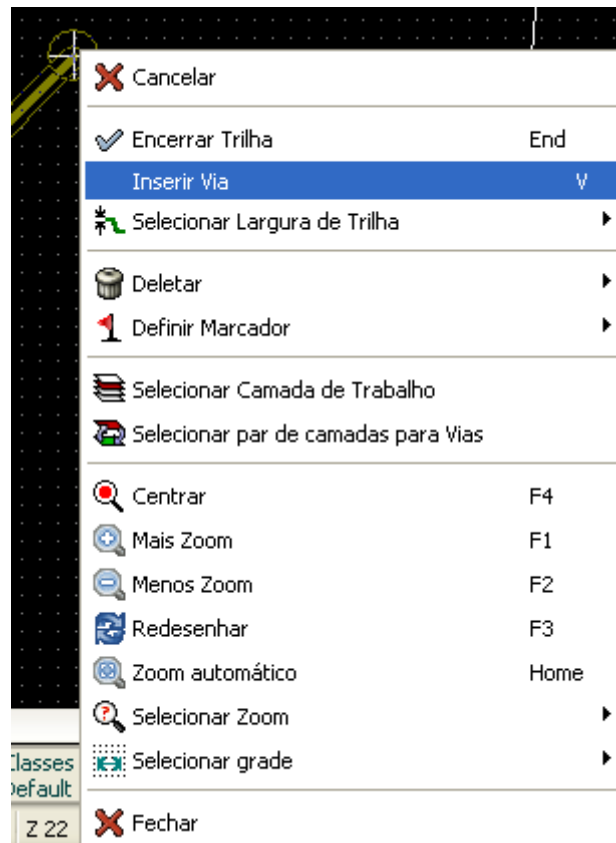 Cancelar
Encerrar Trilha End
Inserir Via V
Selecionar Largura de Trilha
Deletar
Definir Marcador
Selecionar Camada de Trabalho
Selecionar par de camadas para Vias
Centrar F4
Mais Zoom F1
Menos Zoom F2
Redesenhar F3
Zoom automático Home
Selecionar Zoom
Selecionar grade
Fechar
lasses
efault
Z 22